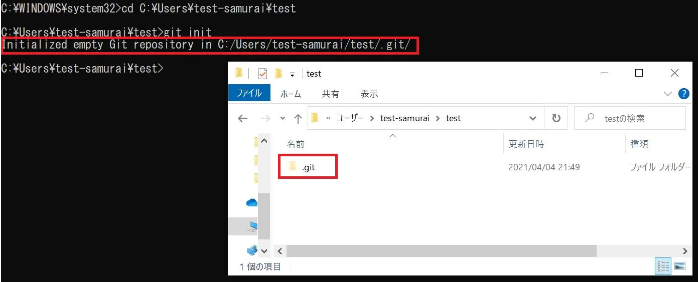 C:¥WINDOWS¥system32>cd C:¥Users¥test-samurai¥test
C:¥Users¥test-samurai¥test>git init
Initialized empty Git repository in C:/Users/test-samurai/test/.git/
C:¥Users¥test-samurai¥test>
test
ファイル ホーム 共有 表示
« ユーザー > test-samurai > test testの検索
名前 更新日時 種類
.git 2021/04/04 21:49 ファイル フォルダー
1 個の項目